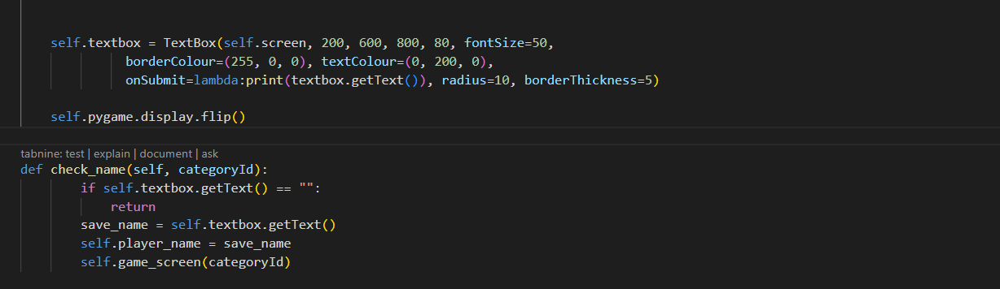 self.textbox = TextBox(self.screen, 200, 600, 800, 80, fontSize=50,
borderColour=(255, 0, 0), textColour=(0, 200, 0),
onSubmit=lambda:print(textbox.getText()), radius=10, borderThickness=5)
self.pygame.display.flip()
tabnine: test | explain | document | ask
def check_name(self, categoryId):
if self.textbox.getText() == "":
return
save_name = self.textbox.getText()
self.player_name = save_name
self.game_screen(categoryId)